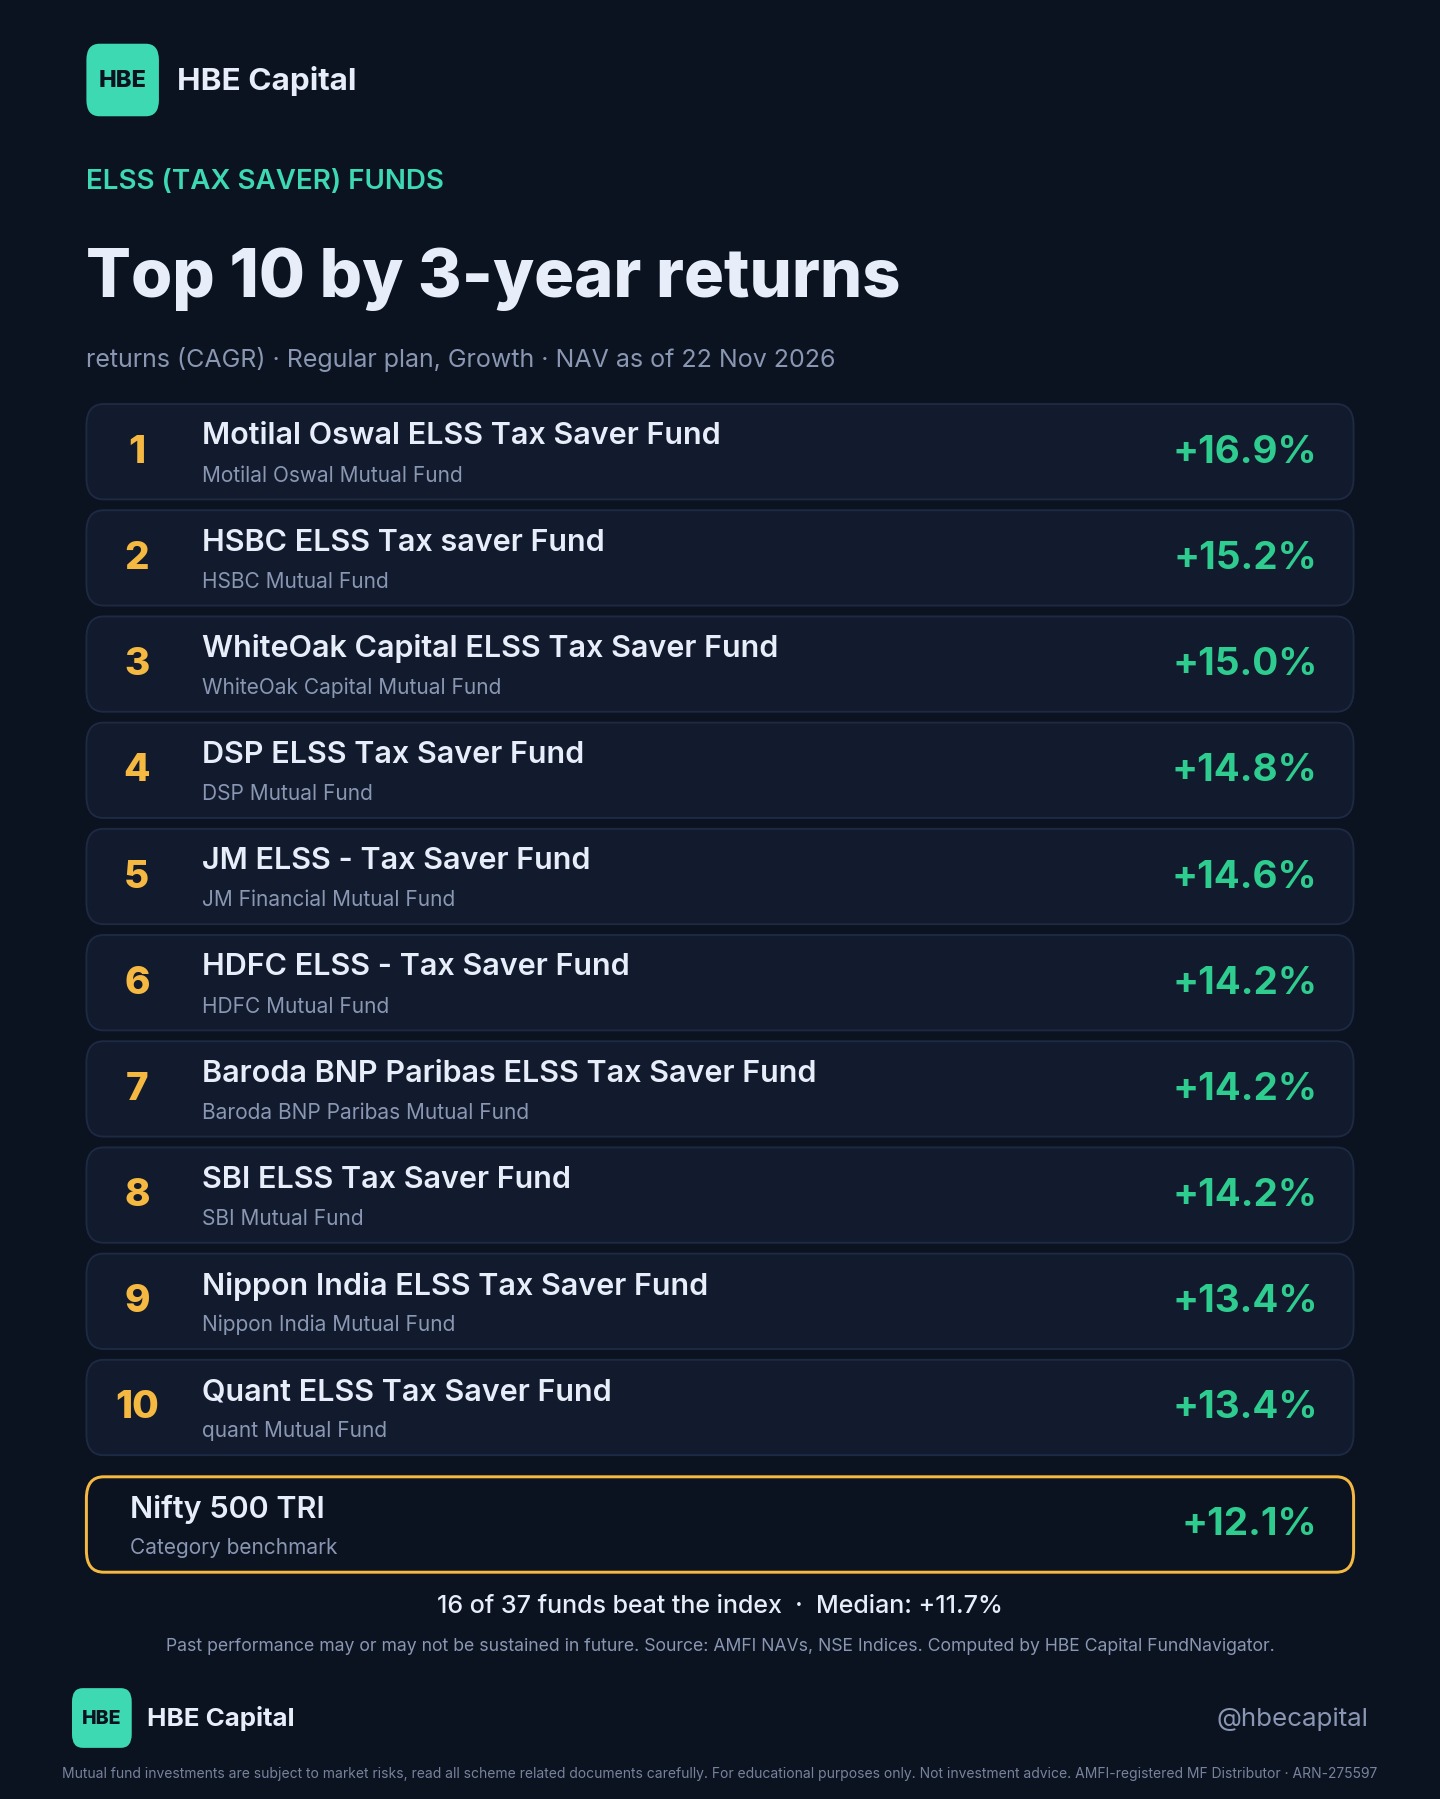 HBE
HBE Capital
ELSS (TAX SAVER) FUNDS
Top 10 by 3-year returns
returns (CAGR) · Regular plan, Growth · NAV as of 22 Nov 2026
1
Motilal Oswal ELSS Tax Saver Fund
Motilal Oswal Mutual Fund
+16.9%
2
HSBC ELSS Tax saver Fund
HSBC Mutual Fund
+15.2%
3
WhiteOak Capital ELSS Tax Saver Fund
WhiteOak Capital Mutual Fund
+15.0%
4
DSP ELSS Tax Saver Fund
DSP Mutual Fund
+14.8%
5
JM ELSS - Tax Saver Fund
JM Financial Mutual Fund
+14.6%
6
HDFC ELSS - Tax Saver Fund
HDFC Mutual Fund
+14.2%
7
Baroda BNP Paribas ELSS Tax Saver Fund
Baroda BNP Paribas Mutual Fund
+14.2%
8
SBI ELSS Tax Saver Fund
SBI Mutual Fund
+14.2%
9
Nippon India ELSS Tax Saver Fund
Nippon India Mutual Fund
+13.4%
10
Quant ELSS Tax Saver Fund
quant Mutual Fund
+13.4%
Nifty 500 TRI
Category benchmark
+12.1%
16 of 37 funds beat the index · Median: +11.7%
Past performance may or may not be sustained in future. Source: AMFI NAVs, NSE Indices. Computed by HBE Capital FundNavigator.
HBE
HBE Capital
@hbecapital
Mutual fund investments are subject to market risks, read all scheme related documents carefully. For educational purposes only. Not investment advice. AMFI-registered MF Distributor · ARN-275597